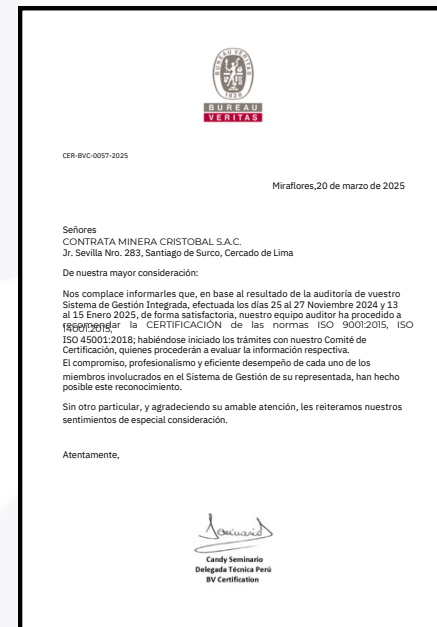 BUREAU VERITAS
1828
BUREAU
VERITAS
CER-BVC-0057-2025
Miraflores,20 de marzo de 2025
Señores
CONTRATA MINERA CRISTOBAL S.A.C.
Jr. Sevilla Nro. 283, Santiago de Surco, Cercado de Lima
De nuestra mayor consideración:
Nos complace informarles que, en base al resultado de la auditoría de vuestro
Sistema de Gestión Integrada, efectuada los días 25 al 27 Noviembre 2024 y 13
al 15 Enero 2025, de forma satisfactoria, nuestro equipo auditor ha procedido a
recomendar la CERTIFICACIÓN de las normas ISO 9001:2015, ISO
14001:2015,
ISO 45001:2018; habiéndose iniciado los trámites con nuestro Comité de
Certificación, quienes procederán a evaluar la información respectiva.
El compromiso, profesionalismo y eficiente desempeño de cada uno de los
miembros involucrados en el Sistema de Gestión de su representada, han hecho
posible este reconocimiento.
Sin otro particular, y agradeciendo su amable atención, les reiteramos nuestros
sentimientos de especial consideración.
Atentamente,
Candy Seminario
Delegada Técnica Perú
BV Certification